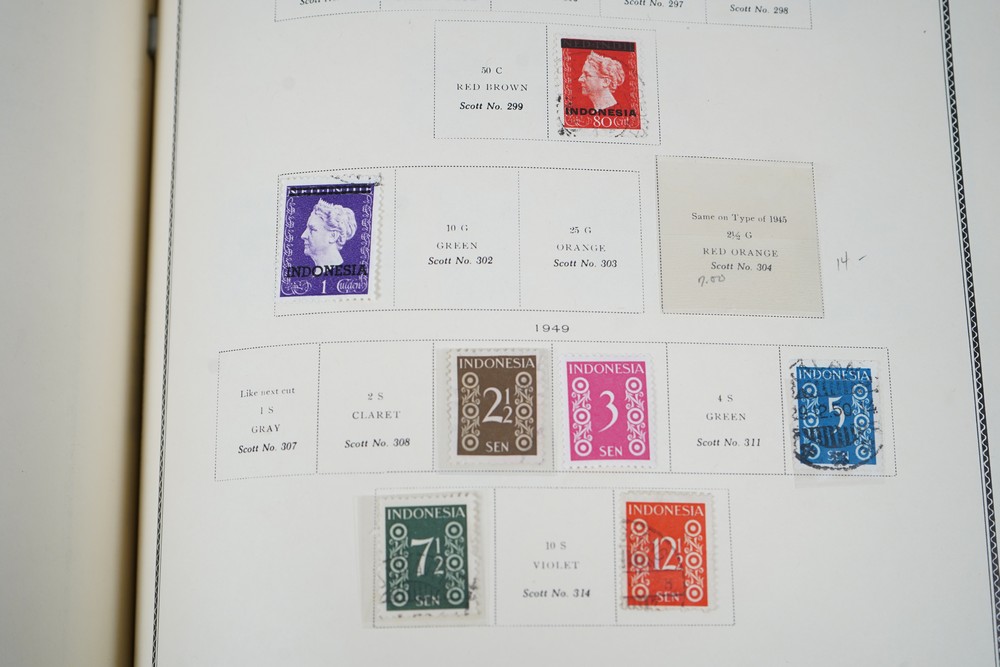 Scott No. 297
Scott No. 298
50 C
RED BROWN
Scott No. 299
INDONESIA
80 Ct
INDONESIA
1 Gulden
10 G
GREEN
Scott No. 302
25 G
ORANGE
Scott No. 303
Same on Type of 1945
2½ G
RED ORANGE
Scott No. 304
7.00
14 -
1949
Like next cut
1 S
GRAY
Scott No. 307
2 S
CLARET
Scott No. 308
INDONESIA
2½
SEN
INDONESIA
3
SEN
4 S
GREEN
Scott No. 311
INDONESIA
5
SEN
INDONESIA
7½
SEN
10 S
VIOLET
Scott No. 314
INDONESIA
12½
SEN